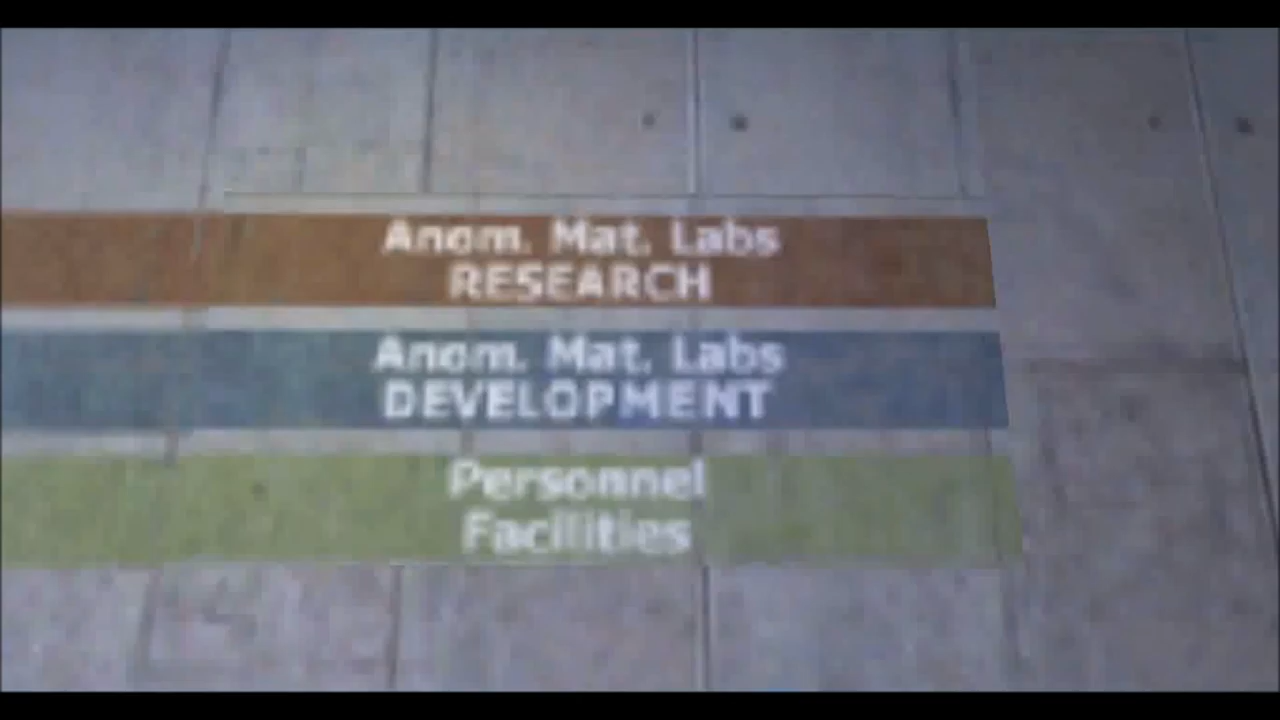 Anom. Mat. Labs
RESEARCH
Anom. Mat. Labs
DEVELOPMENT
Personnel
Facilities